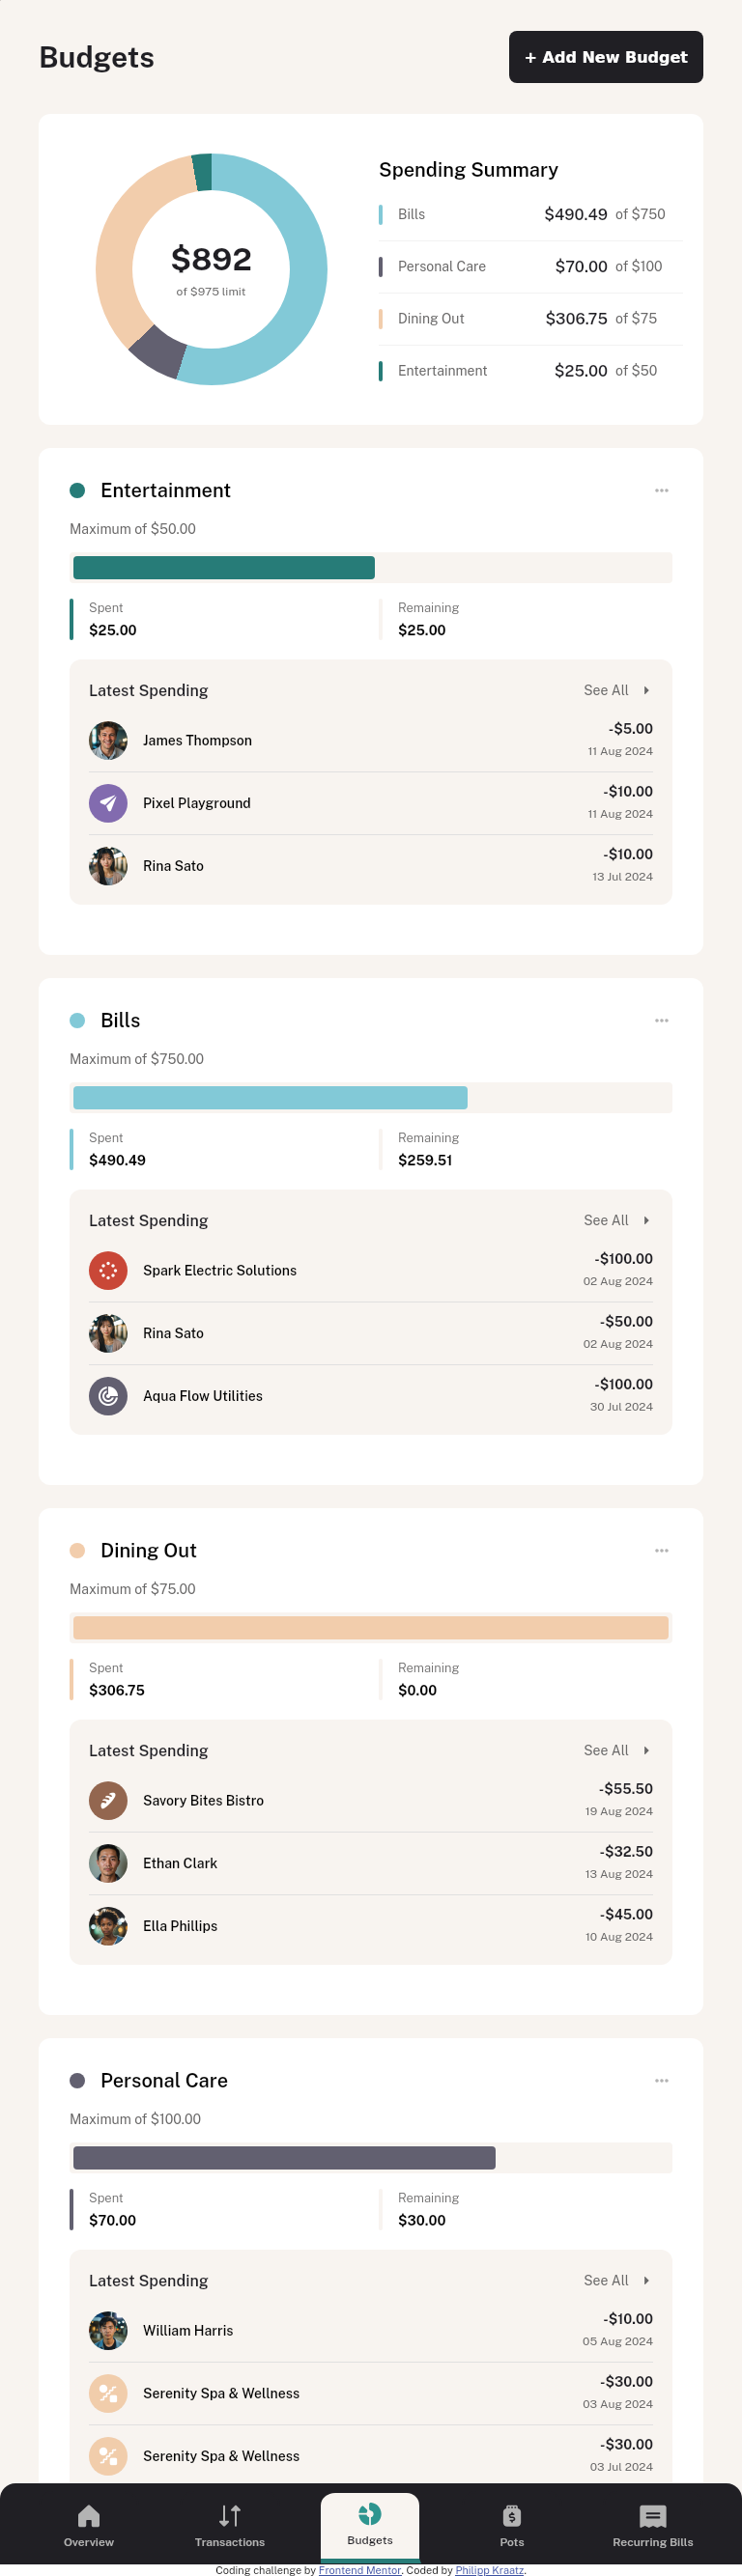 Budgets
+ Add New Budget
$892
of $975 limit
Spending Summary
Bills $490.49 of $750
Personal Care $70.00 of $100
Dining Out $306.75 of $75
Entertainment $25.00 of $50
Entertainment
Maximum of $50.00
Spent Remaining
$25.00 $25.00
Latest Spending See All
James Thompson -$5.00
11 Aug 2024
Pixel Playground -$10.00
11 Aug 2024
Rina Sato -$10.00
13 Jul 2024
Bills
Maximum of $750.00
Spent Remaining
$490.49 $259.51
Latest Spending See All
Spark Electric Solutions -$100.00
02 Aug 2024
Rina Sato -$50.00
02 Aug 2024
Aqua Flow Utilities -$100.00
30 Jul 2024
Dining Out
Maximum of $75.00
Spent Remaining
$306.75 $0.00
Latest Spending See All
Savory Bites Bistro -$55.50
19 Aug 2024
Ethan Clark -$32.50
13 Aug 2024
Ella Phillips -$45.00
10 Aug 2024
Personal Care
Maximum of $100.00
Spent Remaining
$70.00 $30.00
Latest Spending See All
William Harris -$10.00
05 Aug 2024
Serenity Spa & Wellness -$30.00
03 Aug 2024
Serenity Spa & Wellness -$30.00
03 Jul 2024
Overview Transactions Budgets Pots Recurring Bills
Coding challenge by Frontend Mentor. Coded by Philipp Kraatz.